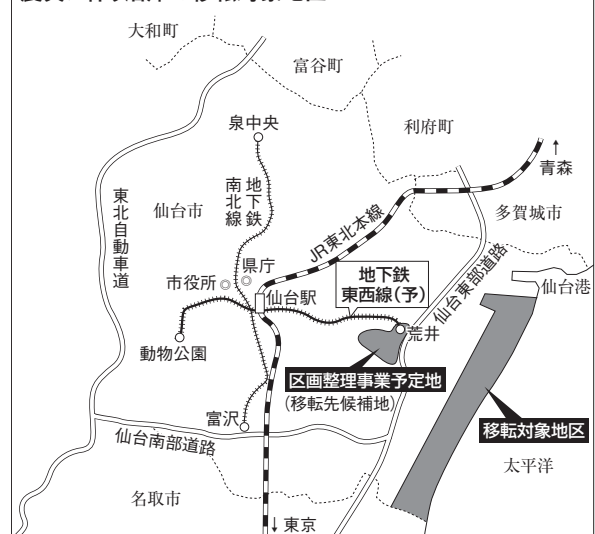 大和町
富谷町
利府町
泉中央
地下鉄
南北線
↑
青森
多賀城市
東北自動車道
仙台市
JR東北本線
仙台東部道路
県庁
市役所
地下鉄
東西線(予)
仙台駅
仙台港
荒井
動物公園
区画整理事業予定地
(移転先候補地)
移転対象地区
富沢
仙台南部道路
太平洋
名取市
↓東京